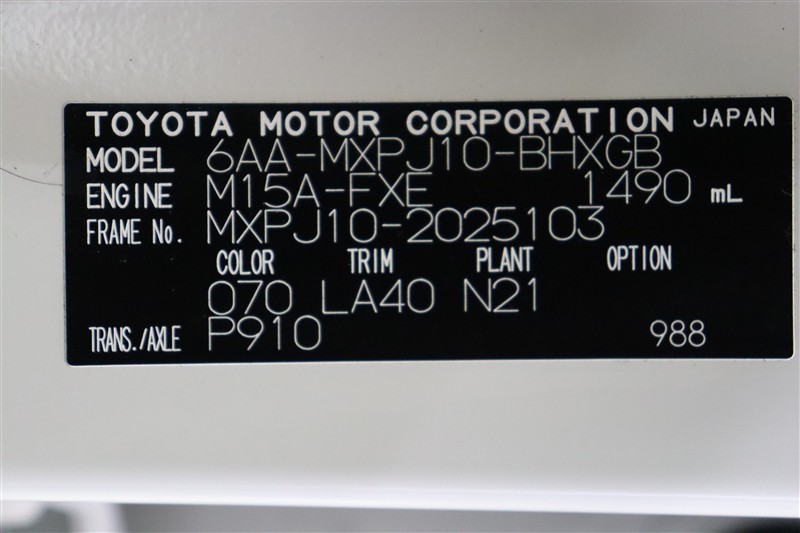 TOYOTA MOTOR CORPORATION JAPAN
MODEL 6AA-MXPJ10-BHXGB
ENGINE M15A-FXE 1490 mL
FRAME No. MXPJ10-2025103
COLOR TRIM PLANT OPTION
070 LA40 N21
TRANS./AXLE P910 988